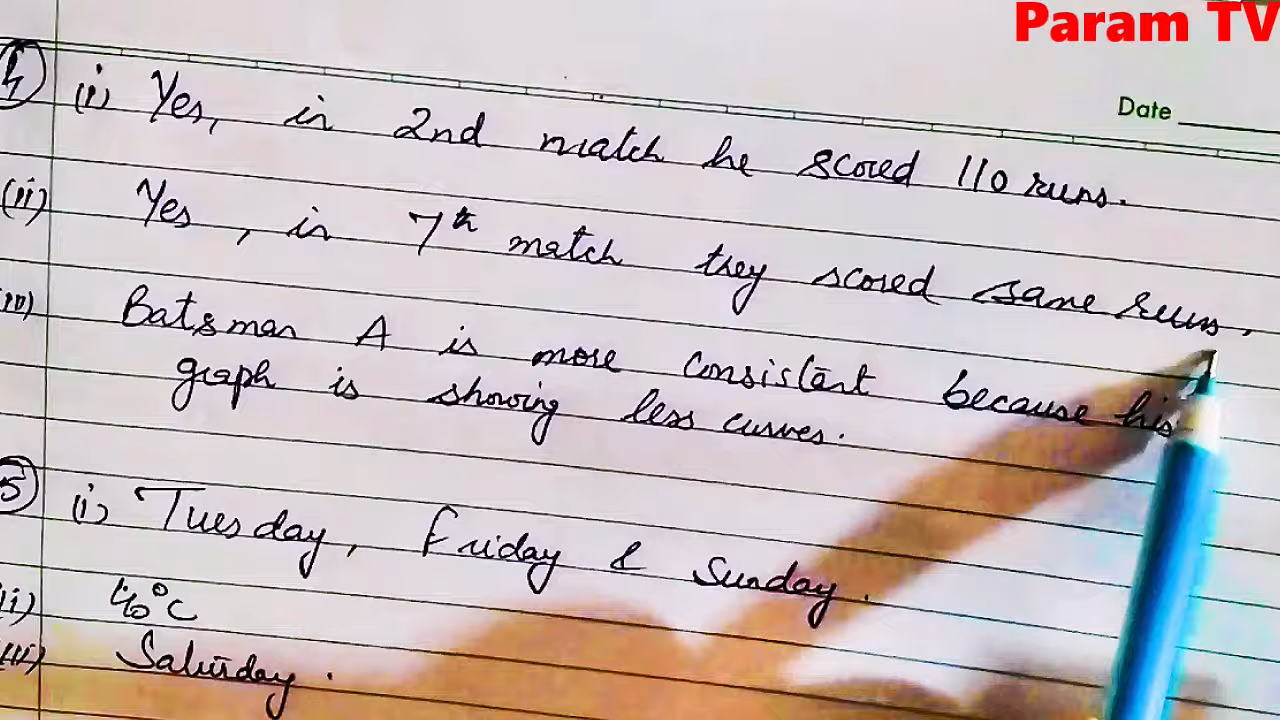 Param TV
Date
4 (i) Yes, in 2nd match he scored 110 runs.
(ii) Yes, in 7th match they scored same runs.
(iii) Batsman A is more consistent because his
graph is showing less curves.
5 (i) Tuesday, Friday & Sunday.
(ii) 40°C
(iii) Saturday.